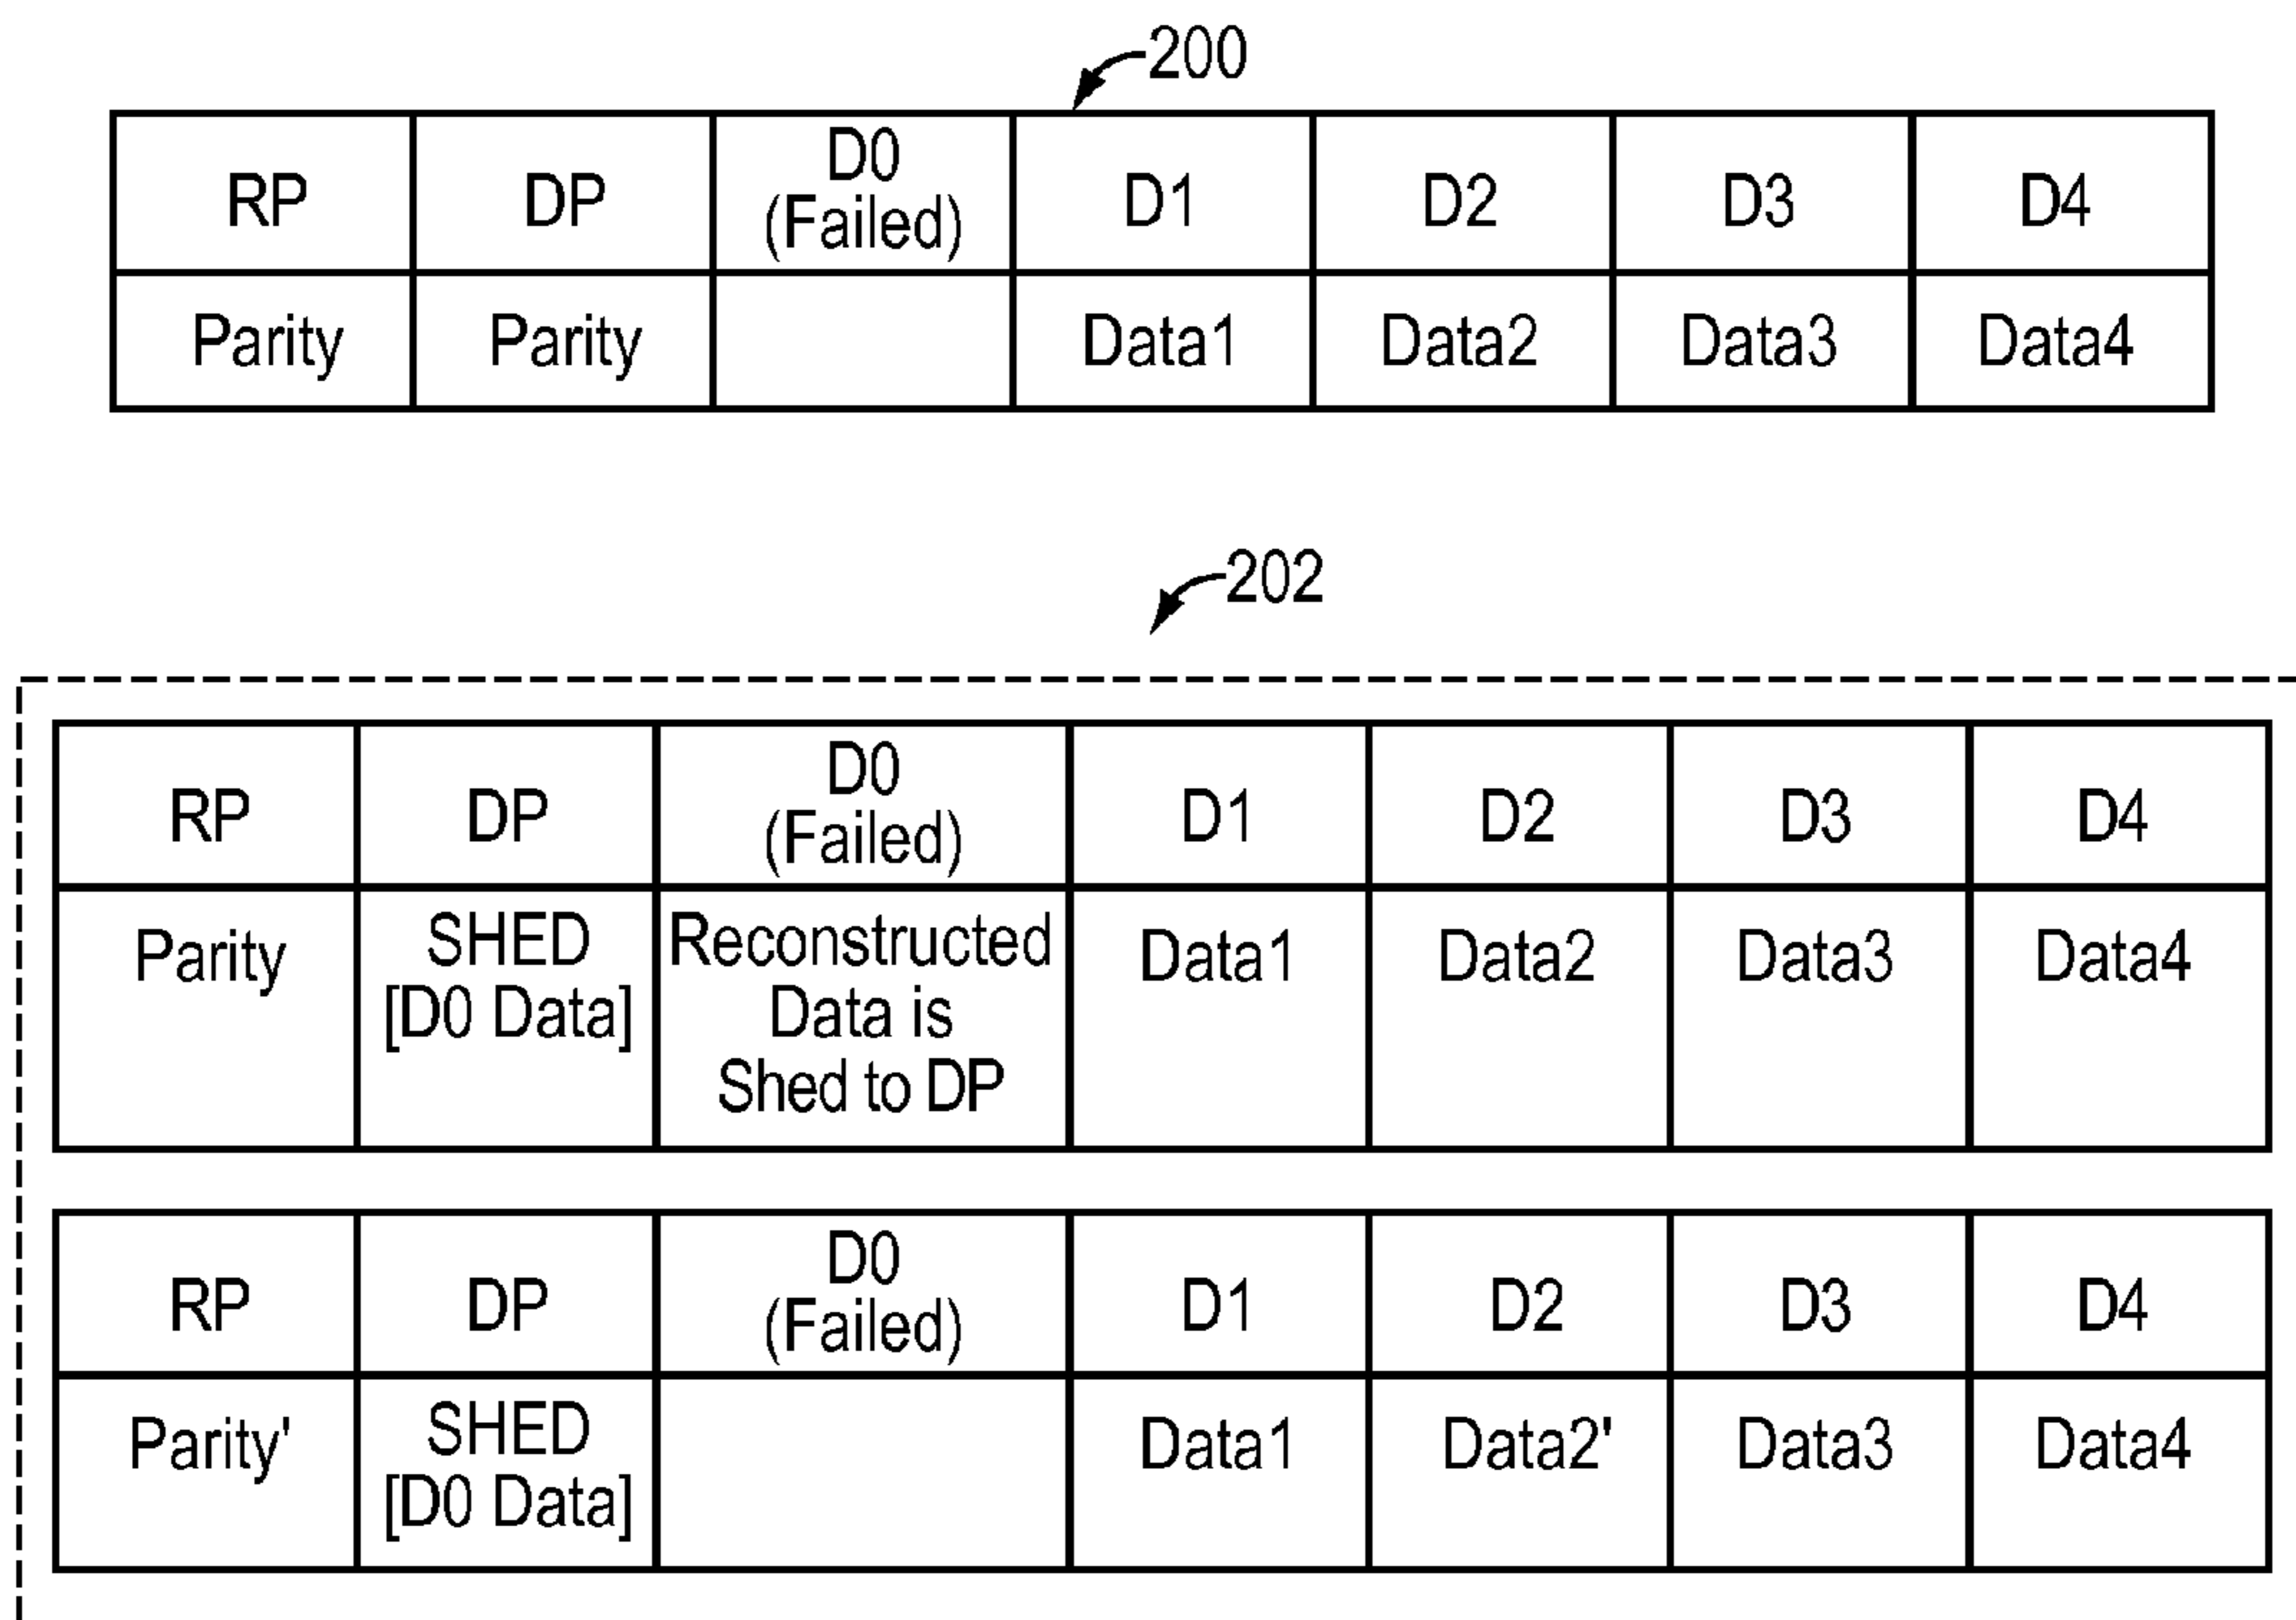 200
RP DP D0 (Failed) D1 D2 D3 D4
Parity Parity Data1 Data2 Data3 Data4
202
RP DP D0 (Failed) D1 D2 D3 D4
Parity SHED [D0 Data] Reconstructed Data is Shed to DP Data1 Data2 Data3 Data4
RP DP D0 (Failed) D1 D2 D3 D4
Parity' SHED [D0 Data] Data1 Data2' Data3 Data4